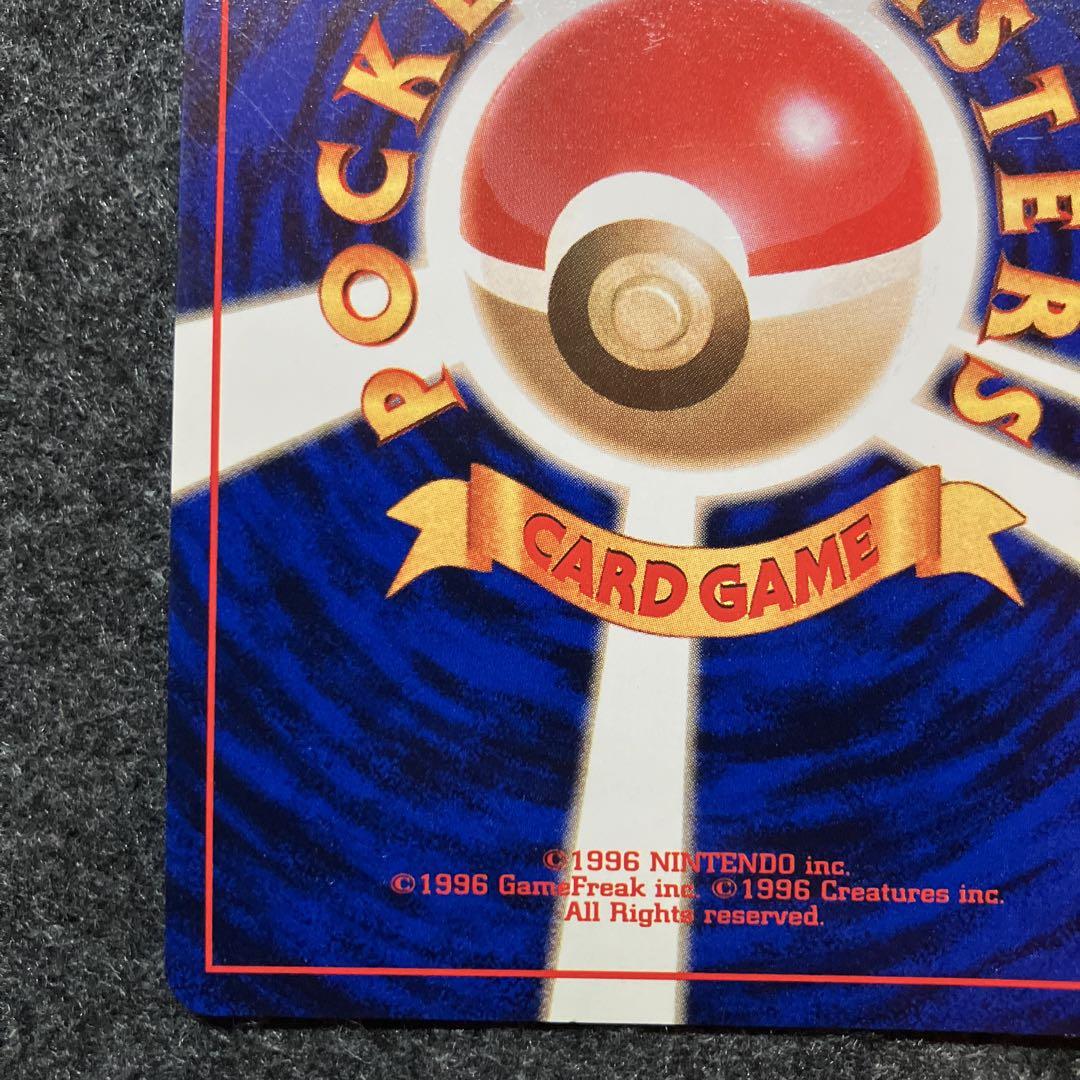 POCKE
STERS
CARD GAME
©1996 NINTENDO inc.
©1996 GameFreak inc. ©1996 Creatures inc.
All Rights reserved.